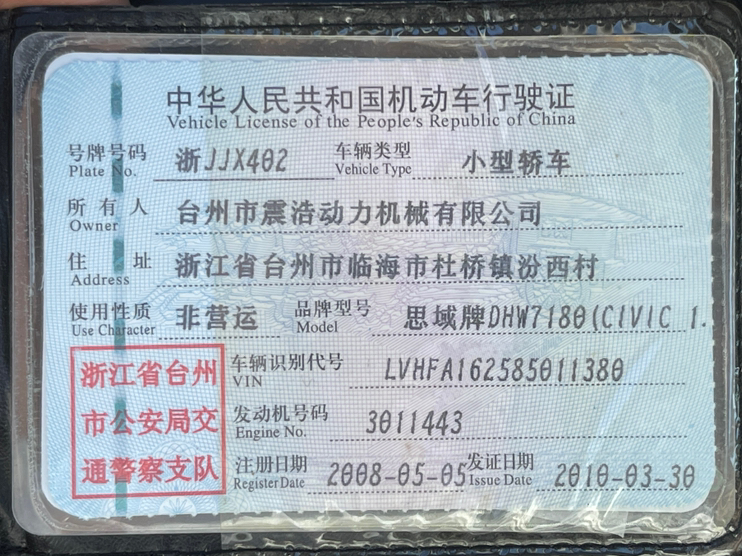 中华人民共和国机动车行驶证
Vehicle License of the People's Republic of China
号牌号码 浙JJX402 车辆类型 小型轿车
Plate No. Vehicle Type
所有人 台州市震浩动力机械有限公司
Owner
住址 浙江省台州市临海市杜桥镇汾西村
Address
使用性质 非营运 品牌型号 思域牌DHW7180(CIVIC 1.
Use Character Model
浙江省台州
市公安局交
通警察支队
车辆识别代号 LVHFA162585011380
VIN
发动机号码 3011443
Engine No.
注册日期 2008-05-05 发证日期 2010-03-30
Register Date Issue Date